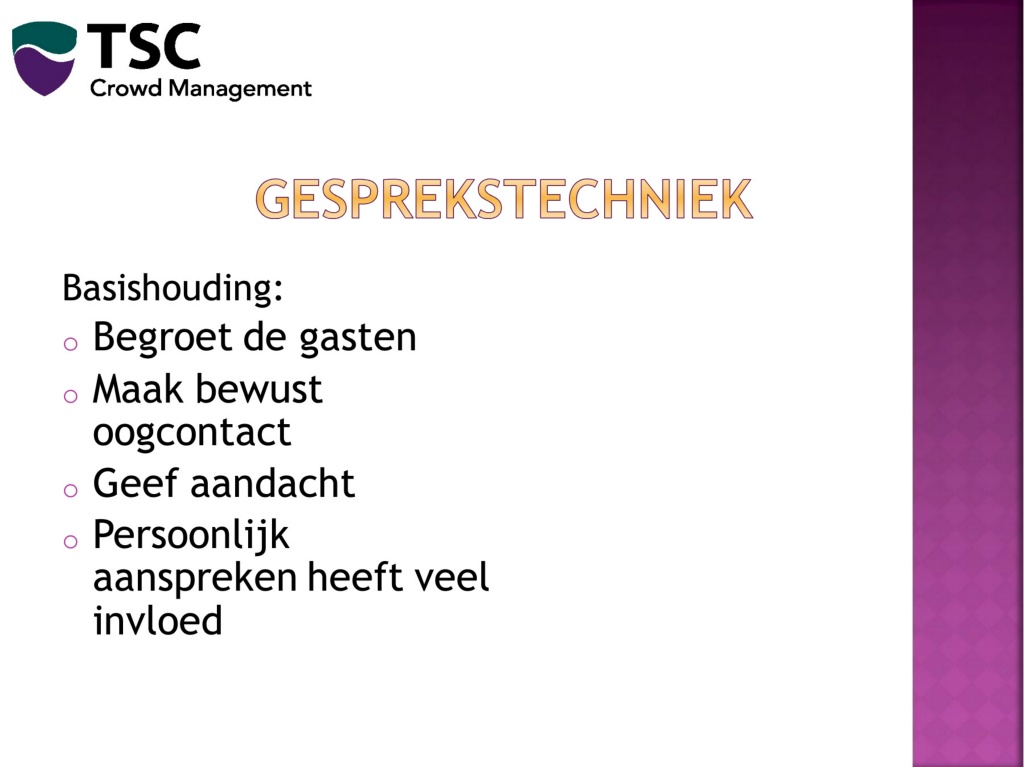 TSC
Crowd Management
GESPREKSTECHNIEK
Basishouding:
o Begroet de gasten
o Maak bewust
oogcontact
o Geef aandacht
o Persoonlijk
aanspreken heeft veel
invloed